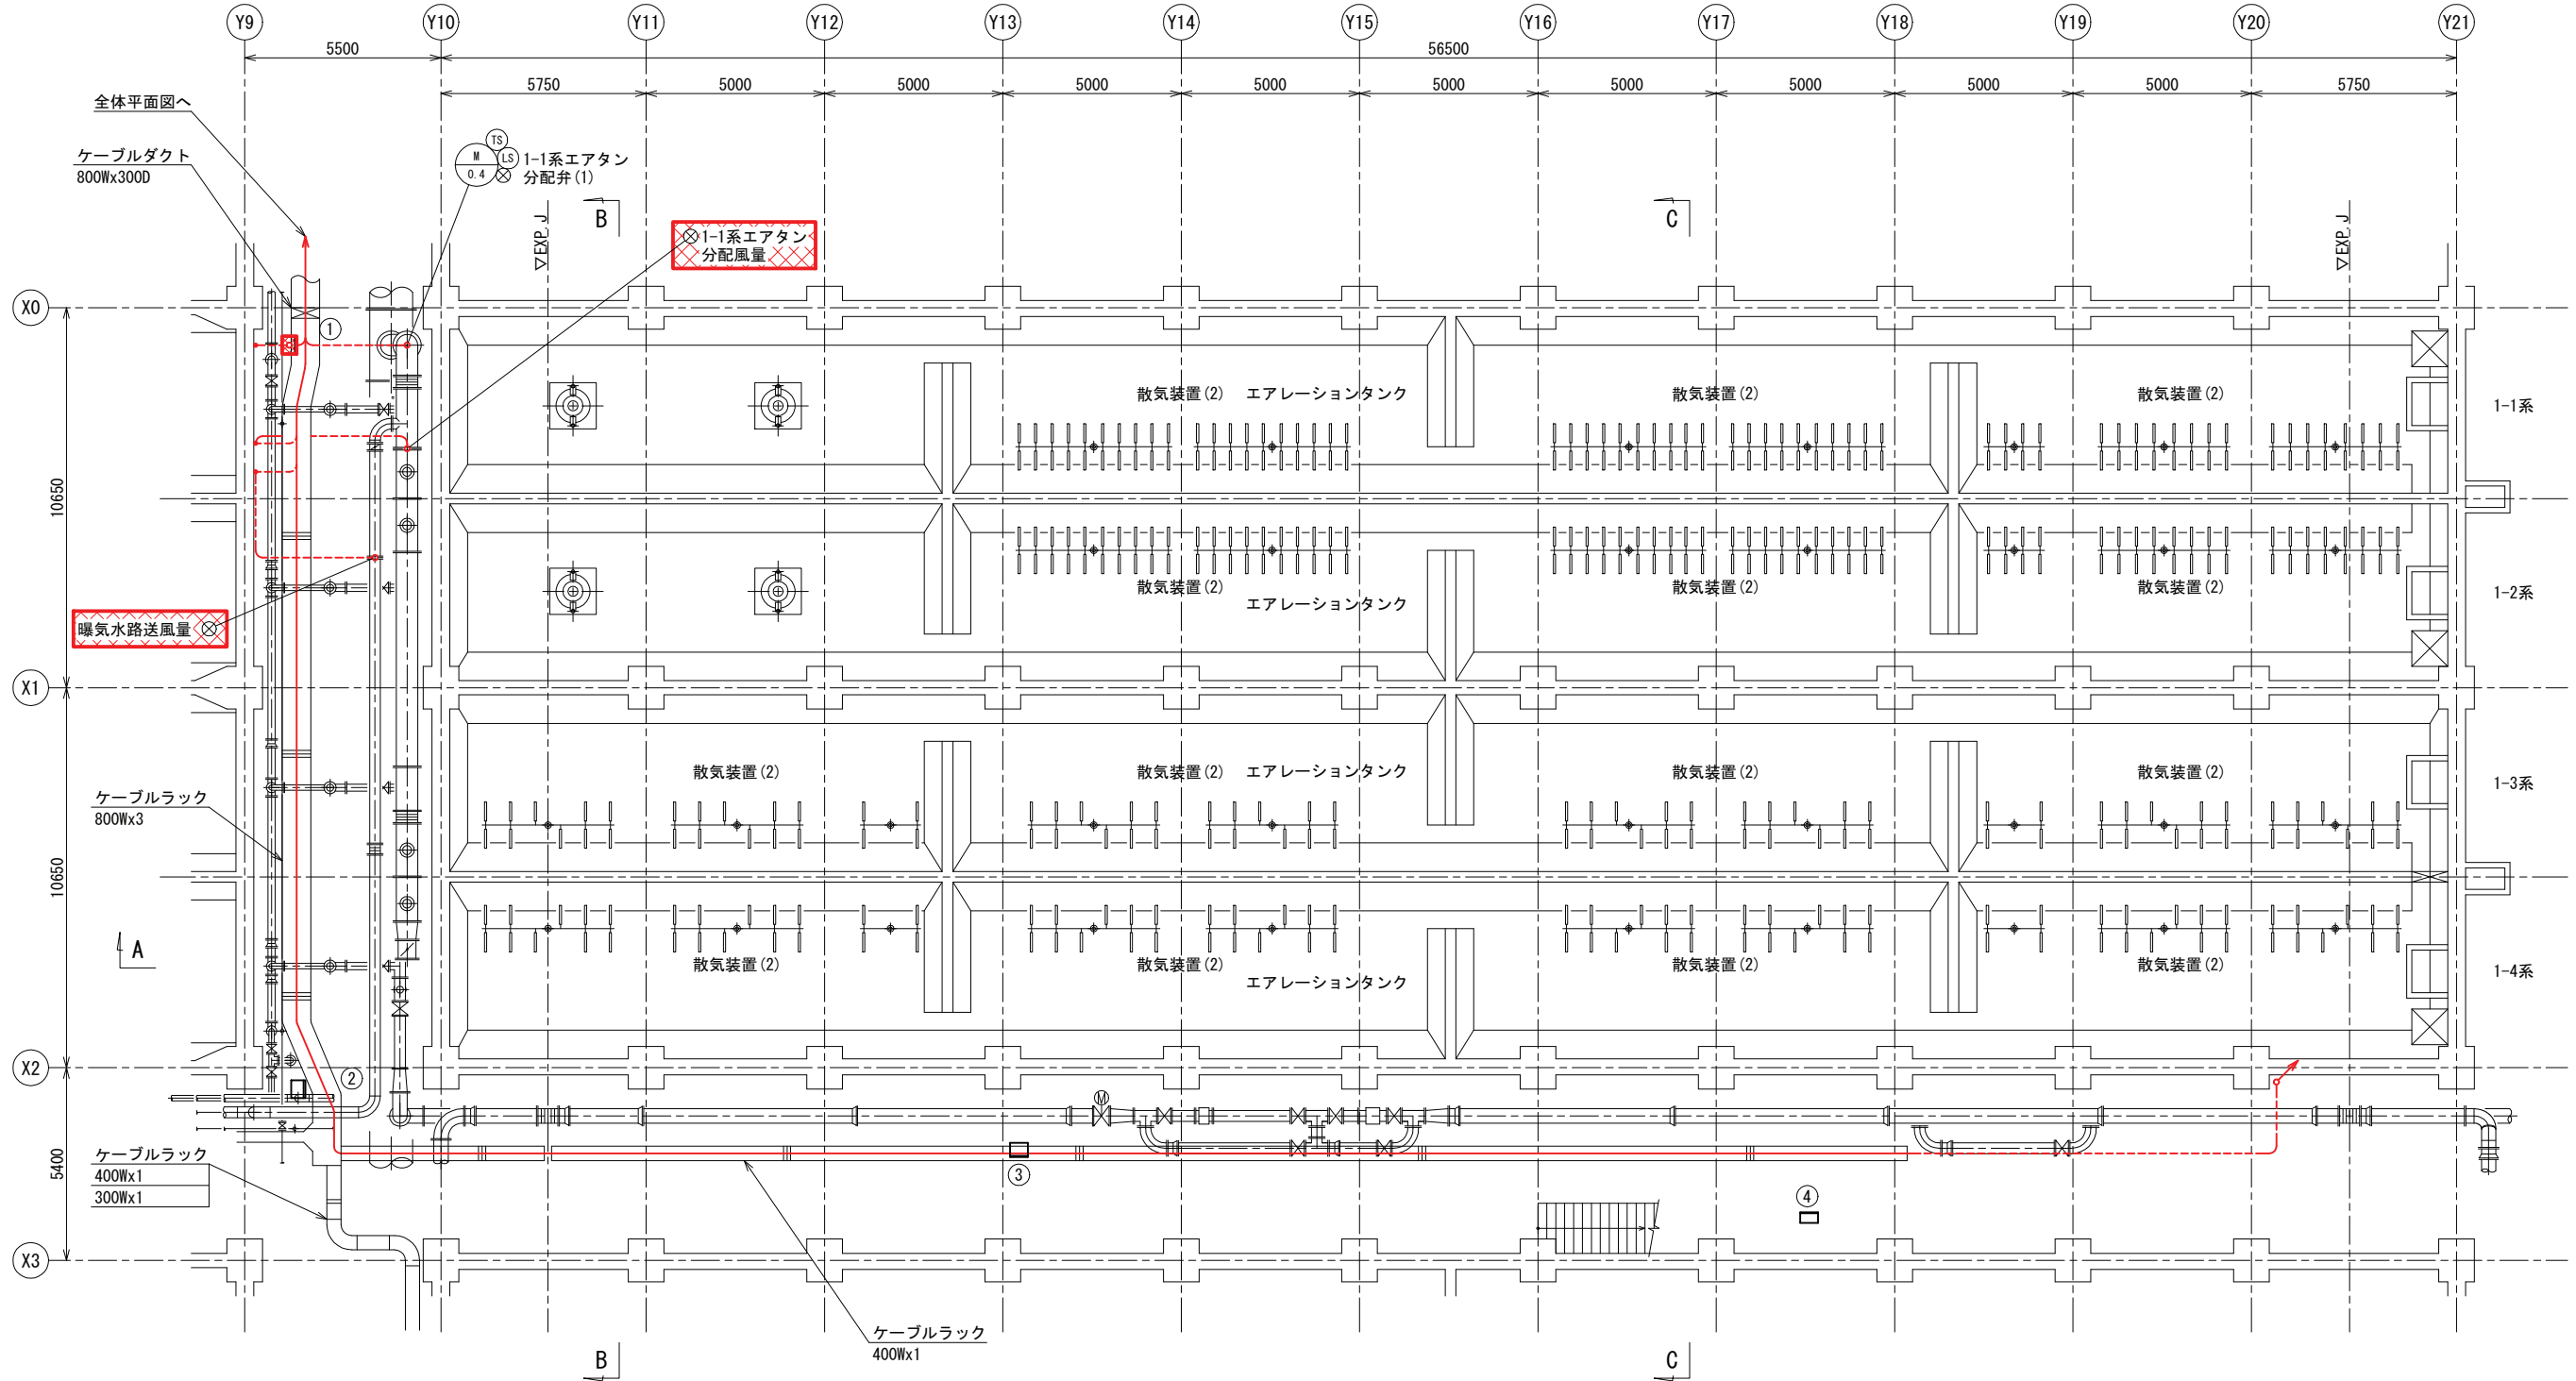 Y9 Y10 Y11 Y12 Y13 Y14 Y15 Y16 Y17 Y18 Y19 Y20 Y21
5500 56500
5750 5000 5000 5000 5000 5000 5000 5000 5000 5000 5750
全体平面図へ
ケーブルダクト
800Wx300D
TS
M
0.4
LS
1-1系エアタン
分配弁(1)
B
C
▽EXP.J
▽EXP.J
1-1系エアタン
分配風量
X0
①
散気装置(2) エアレーションタンク 散気装置(2) 散気装置(2)
1-1系
10650
散気装置(2) 散気装置(2) 散気装置(2)
エアレーションタンク
1-2系
曝気水路送風量
X1
散気装置(2) 散気装置(2) エアレーションタンク 散気装置(2) 散気装置(2)
1-3系
ケーブルラック
800Wx3
10650
A
散気装置(2) 散気装置(2) 散気装置(2) 散気装置(2)
エアレーションタンク
1-4系
X2
②
M
ケーブルラック
400Wx1
300Wx1
5400
③
④
X3
ケーブルラック
400Wx1
B
C